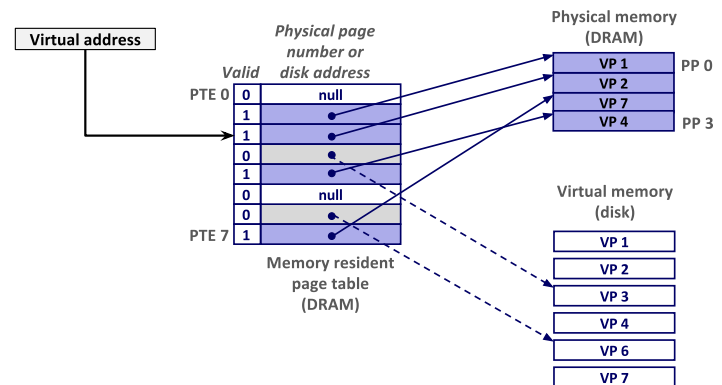 Virtual address
Physical page
number or
disk address
Valid
PTE 0
0
null
1
1
0
1
0
null
0
PTE 7
1
Memory resident
page table
(DRAM)
Physical memory
(DRAM)
VP 1
PP 0
VP 2
VP 7
VP 4
PP 3
Virtual memory
(disk)
VP 1
VP 2
VP 3
VP 4
VP 6
VP 7